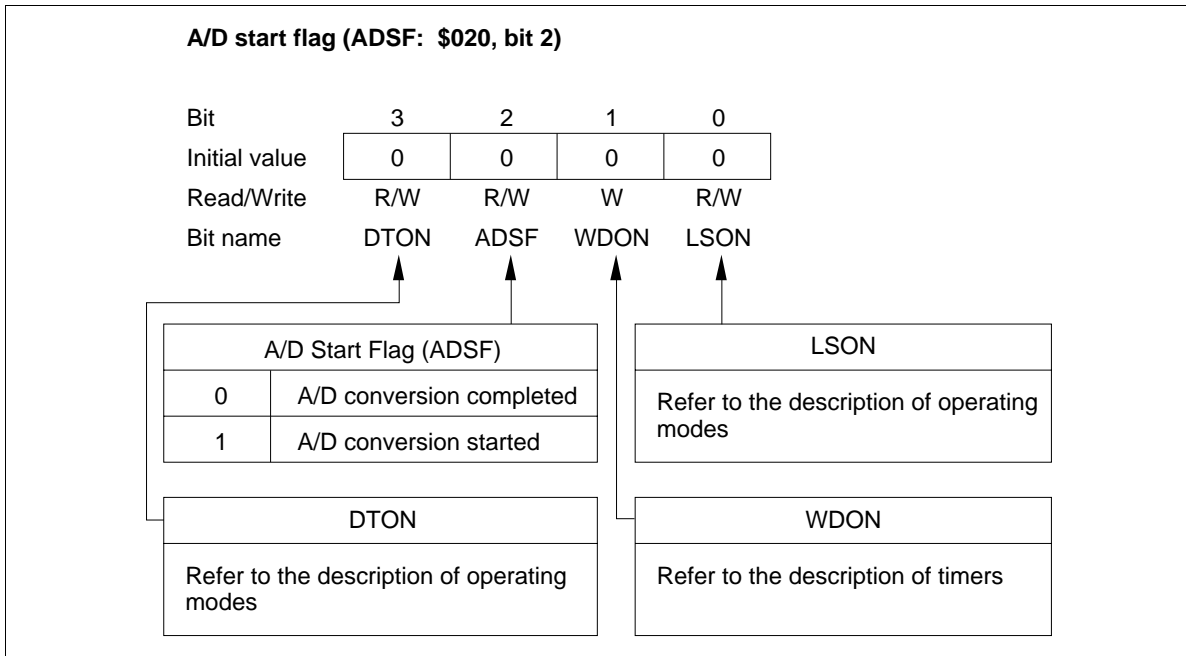 A/D start flag (ADSF: $020, bit 2)
Bit 3 2 1 0
Initial value 0 0 0 0
Read/Write R/W R/W W R/W
Bit name DTON ADSF WDON LSON
A/D Start Flag (ADSF)
0 A/D conversion completed
1 A/D conversion started
LSON
Refer to the description of operating
modes
DTON
Refer to the description of operating
modes
WDON
Refer to the description of timers